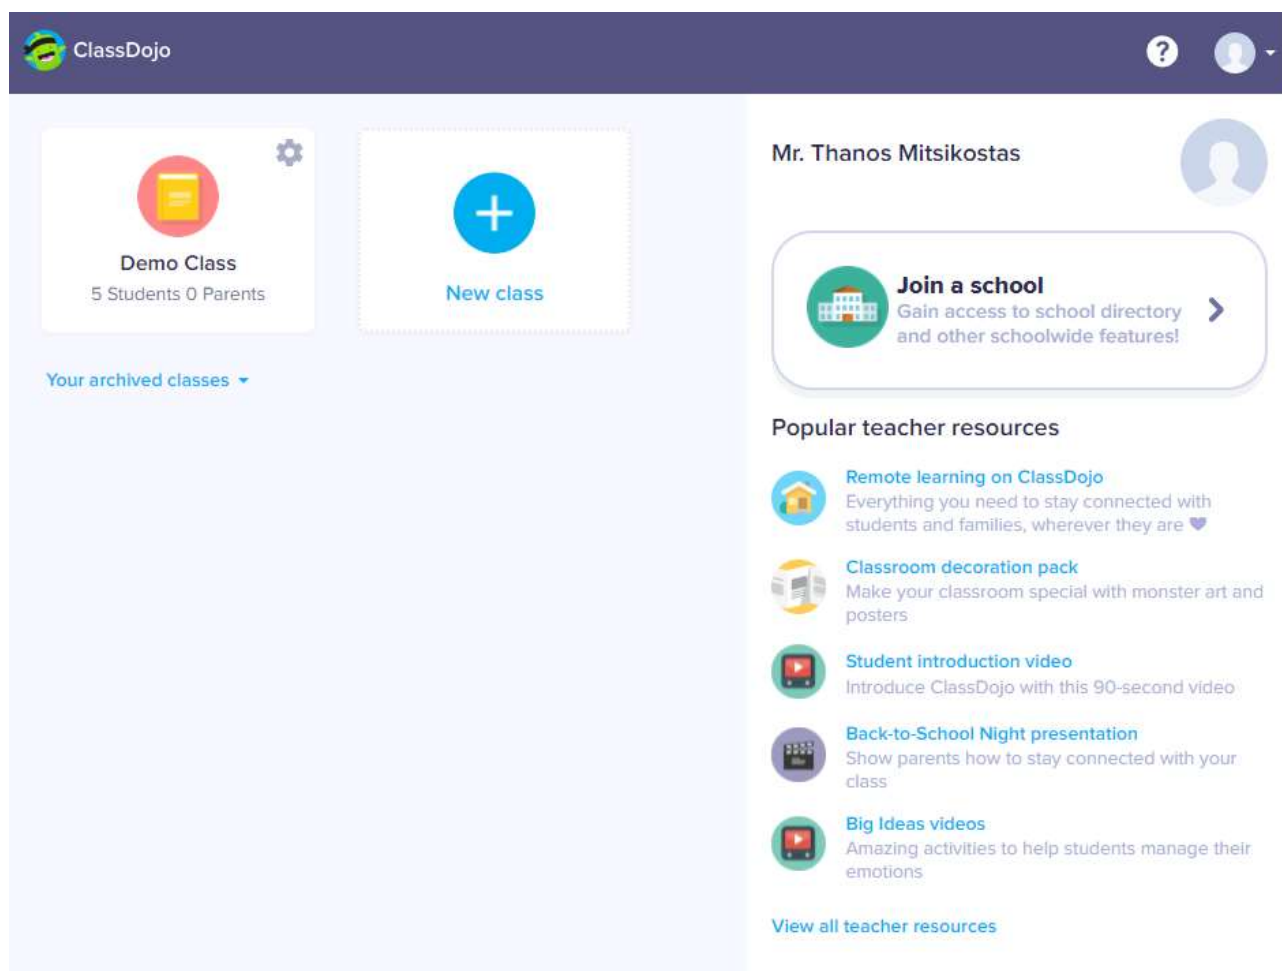 ClassDojo
?
Demo Class
5 Students 0 Parents
New class
Your archived classes
Mr. Thanos Mitsikostas
Join a school
Gain access to school directory
and other schoolwide features!
Popular teacher resources
Remote learning on ClassDojo
Everything you need to stay connected with
students and families, wherever they are 💜
Classroom decoration pack
Make your classroom special with monster art and
posters
Student introduction video
Introduce ClassDojo with this 90-second video
Back-to-School Night presentation
Show parents how to stay connected with your
class
Big Ideas videos
Amazing activities to help students manage their
emotions
View all teacher resources